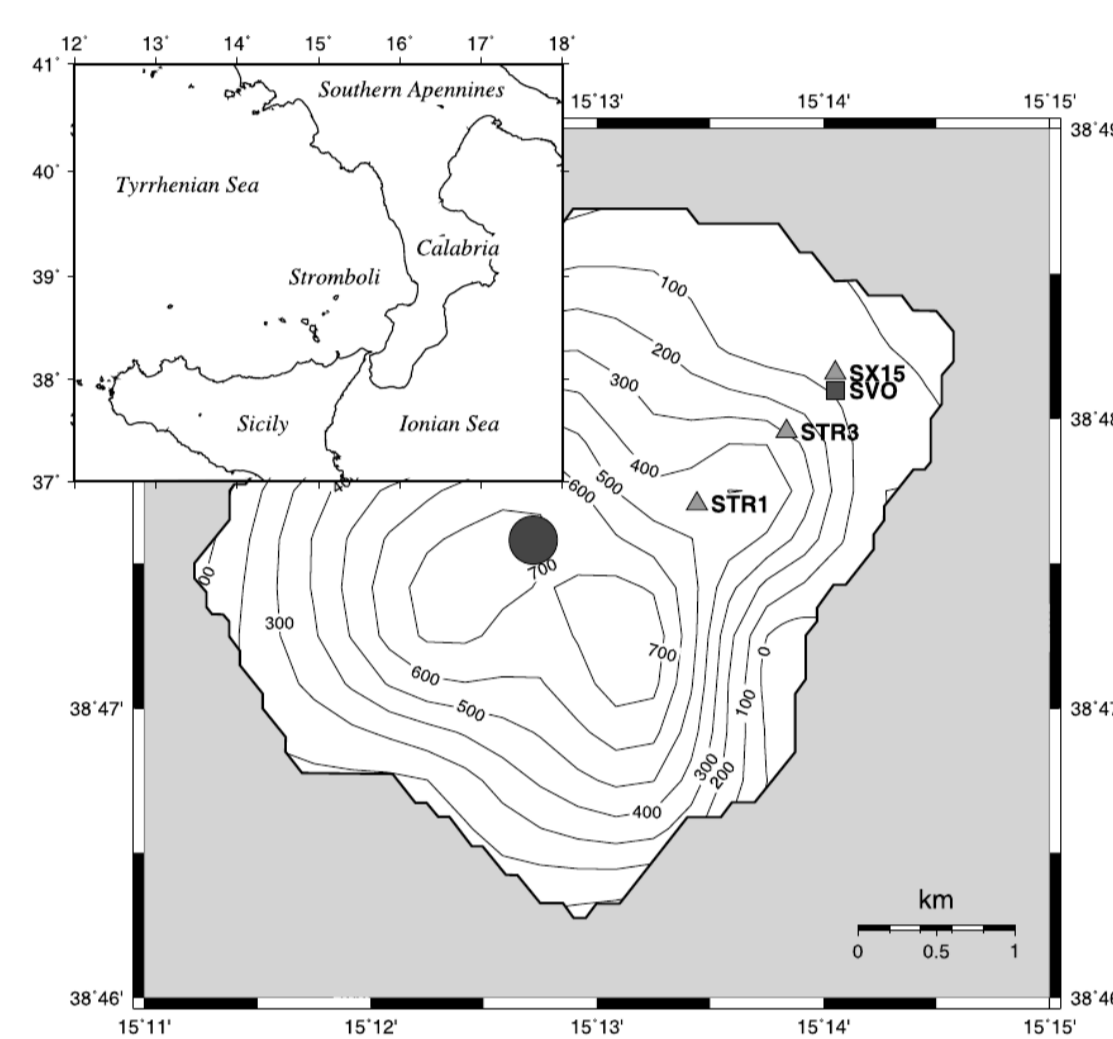 12° 13° 14° 15° 16° 17° 18°
41°
Southern Apennines
15°13' 15°14' 15°15'
40°
Tyrrhenian Sea
Calabria
39°
Stromboli
100
200
300
SX15
SVO
38°
Sicily
Ionian Sea
STR3
400
500
600
37°
STR1
700
300
700
0
600
500
100
38°47'
300
200
400
km
0 0.5 1
38°46'
15°11' 15°12' 15°13' 15°14' 15°15'